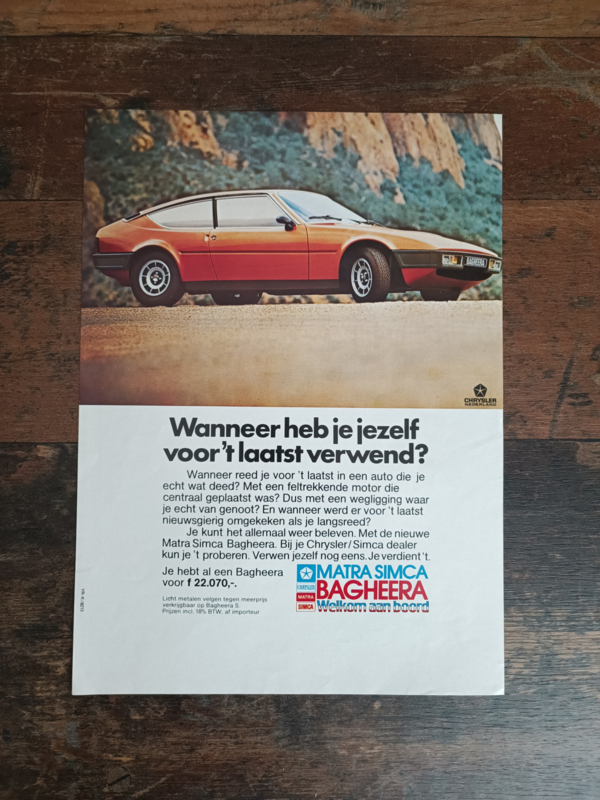 BAGHEERA
CHRYSLER
NEDERLAND
Wanneer heb je jezelf
voor 't laatst verwend?
Wanneer reed je voor 't laatst in een auto die je
echt wat deed? Met een feltrekkende motor die
centraal geplaatst was? Dus met een wegligging waar
je echt van genoot? En wanneer werd er voor 't laatst
nieuwsgierig omgekeken als je langsreed?
Je kunt het allemaal weer beleven. Met de nieuwe
Matra Simca Bagheera. Bij je Chrysler/Simca dealer
kun je 't proberen. Verwen jezelf nog eens. Je verdient 't.
Je hebt al een Bagheera
voor f 22.070,-.
Licht metalen velgen tegen meerprijs
verkrijgbaar op Bagheera S.
Prijzen incl. 18% BTW, af importeur
CHRYSLER
MATRA
SIMCA
MATRA SIMCA
BAGHEERA
Welkom aan boord